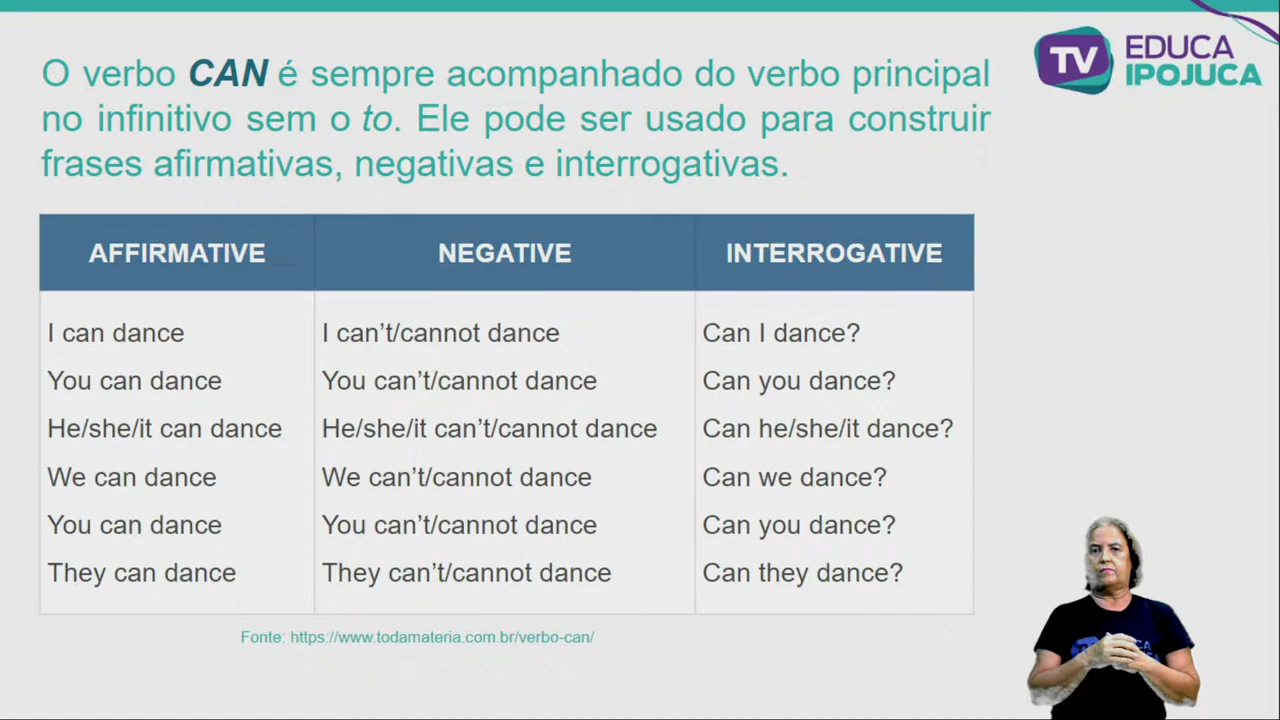 O verbo CAN é sempre acompanhado do verbo principal
no infinitivo sem o to. Ele pode ser usado para construir
frases afirmativas, negativas e interrogativas.
TV EDUCA
IPOJUCA
AFFIRMATIVE NEGATIVE INTERROGATIVE
I can dance I can’t/cannot dance Can I dance?
You can dance You can’t/cannot dance Can you dance?
He/she/it can dance He/she/it can’t/cannot dance Can he/she/it dance?
We can dance We can’t/cannot dance Can we dance?
You can dance You can’t/cannot dance Can you dance?
They can dance They can’t/cannot dance Can they dance?
Fonte: https://www.todamateria.com.br/verbo-can/